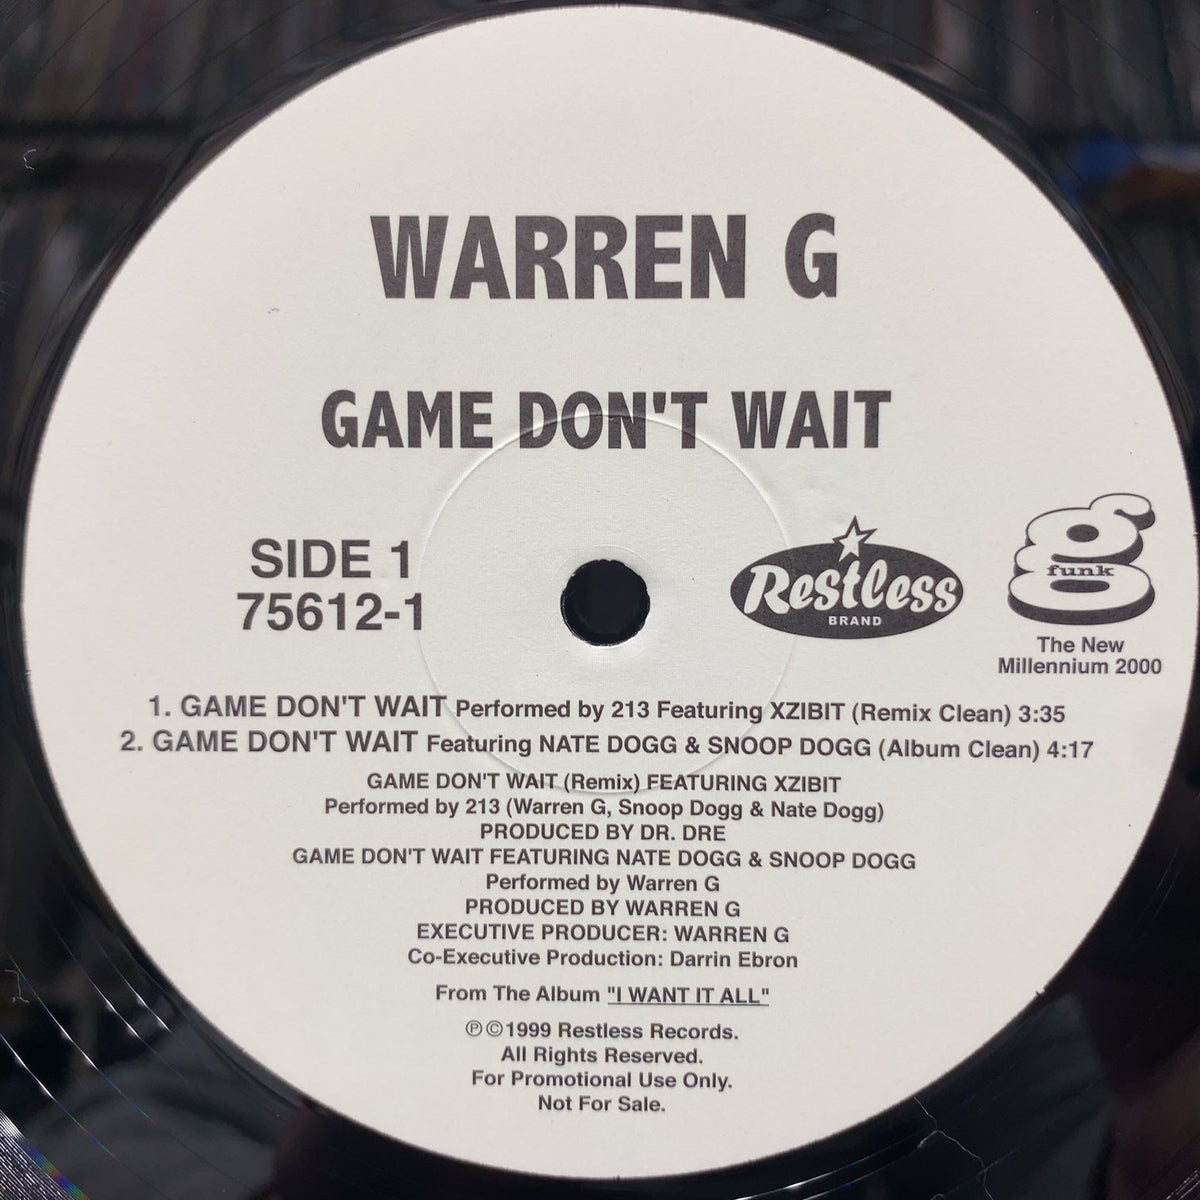 WARREN G
GAME DON'T WAIT
SIDE 1
75612-1
Restless
BRAND
g
funk
The New
Millennium 2000
1. GAME DON'T WAIT Performed by 213 Featuring XZIBIT (Remix Clean) 3:35
2. GAME DON'T WAIT Featuring NATE DOGG & SNOOP DOGG (Album Clean) 4:17
GAME DON'T WAIT (Remix) FEATURING XZIBIT
Performed by 213 (Warren G, Snoop Dogg & Nate Dogg)
PRODUCED BY DR. DRE
GAME DON'T WAIT FEATURING NATE DOGG & SNOOP DOGG
Performed by Warren G
PRODUCED BY WARREN G
EXECUTIVE PRODUCER: WARREN G
Co-Executive Production: Darrin Ebron
From The Album "I WANT IT ALL"
℗©1999 Restless Records.
All Rights Reserved.
For Promotional Use Only.
Not For Sale.